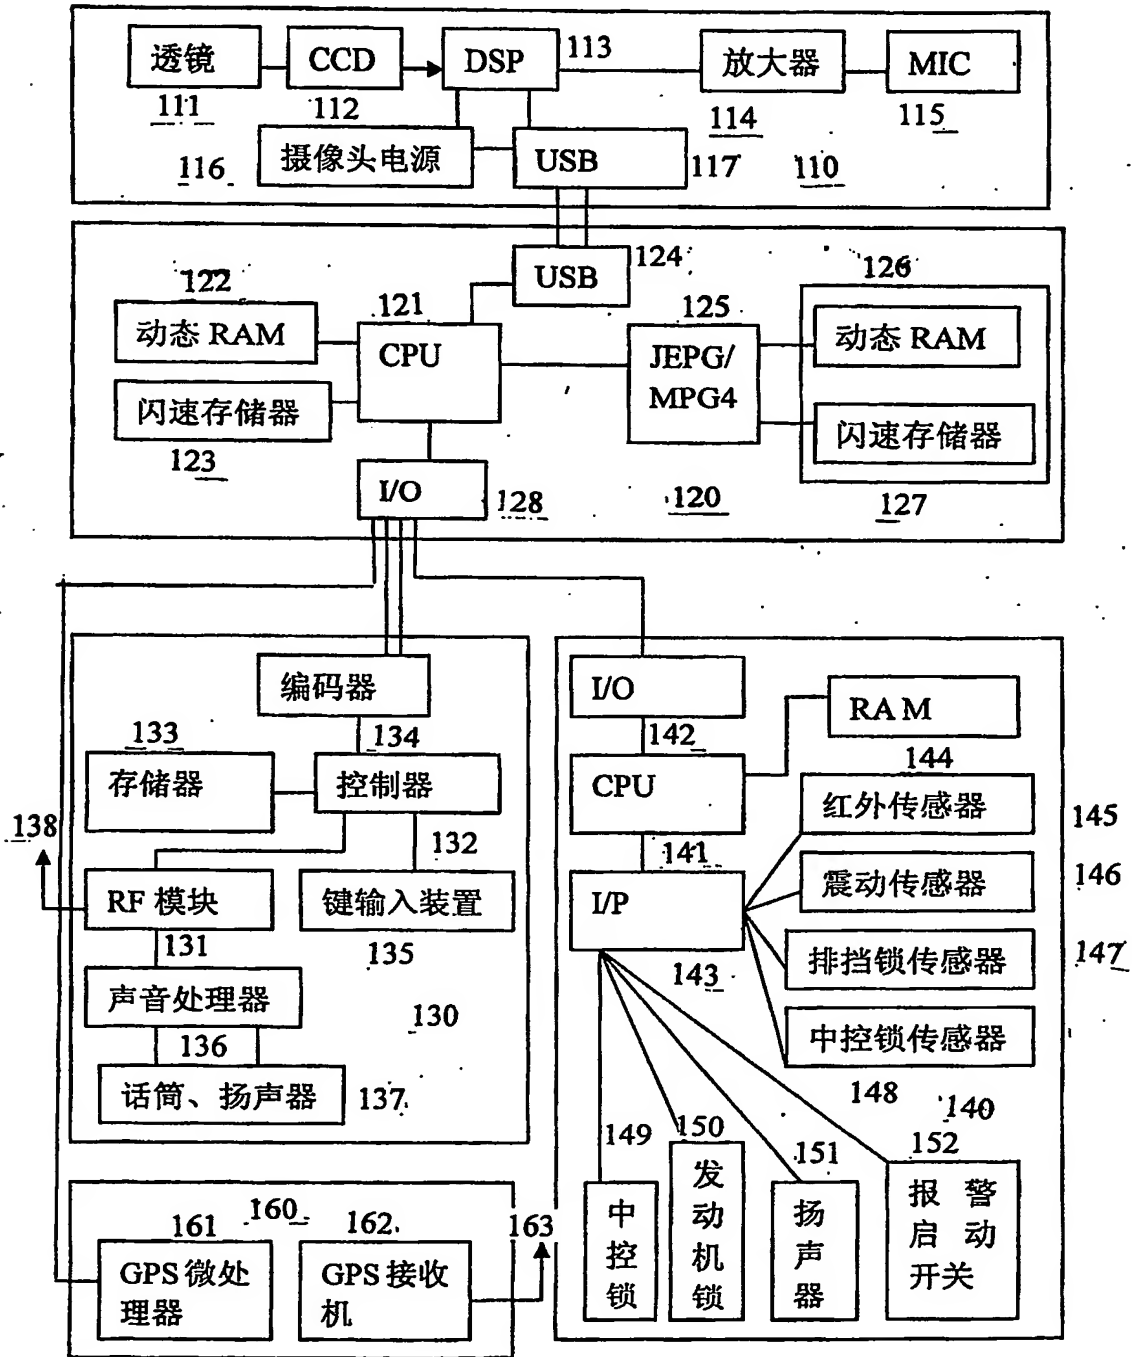 透镜
CCD
DSP
113
放大器
MIC
111
112
114
115
摄像头电源
USB
116
117
110
USB
124
122
126
动态 RAM
121
CPU
125
JEPG/
MPG4
动态 RAM
闪速存储器
闪速存储器
123
I/O
128
120
127
编码器
I/O
RAM
133
134
142
144
存储器
控制器
CPU
红外传感器
145
138
132
141
RF 模块
键输入装置
I/P
震动传感器
146
131
135
143
排挡锁传感器
147
声音处理器
130
136
中控锁传感器
话筒、扬声器
137
148
140
149
150
151
152
中控锁
发动机锁
扬声器
报 警
启 动
开关
161
160
162
163
GPS 微处
理器
GPS 接收
机